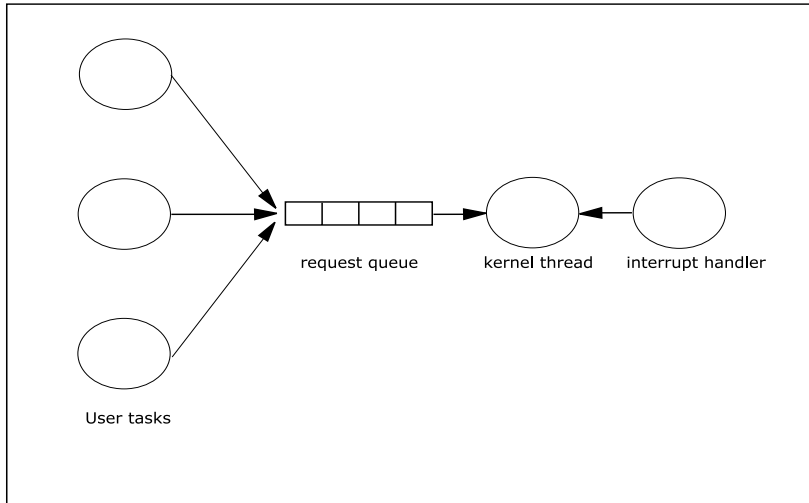 request queue
kernel thread
interrupt handler
User tasks